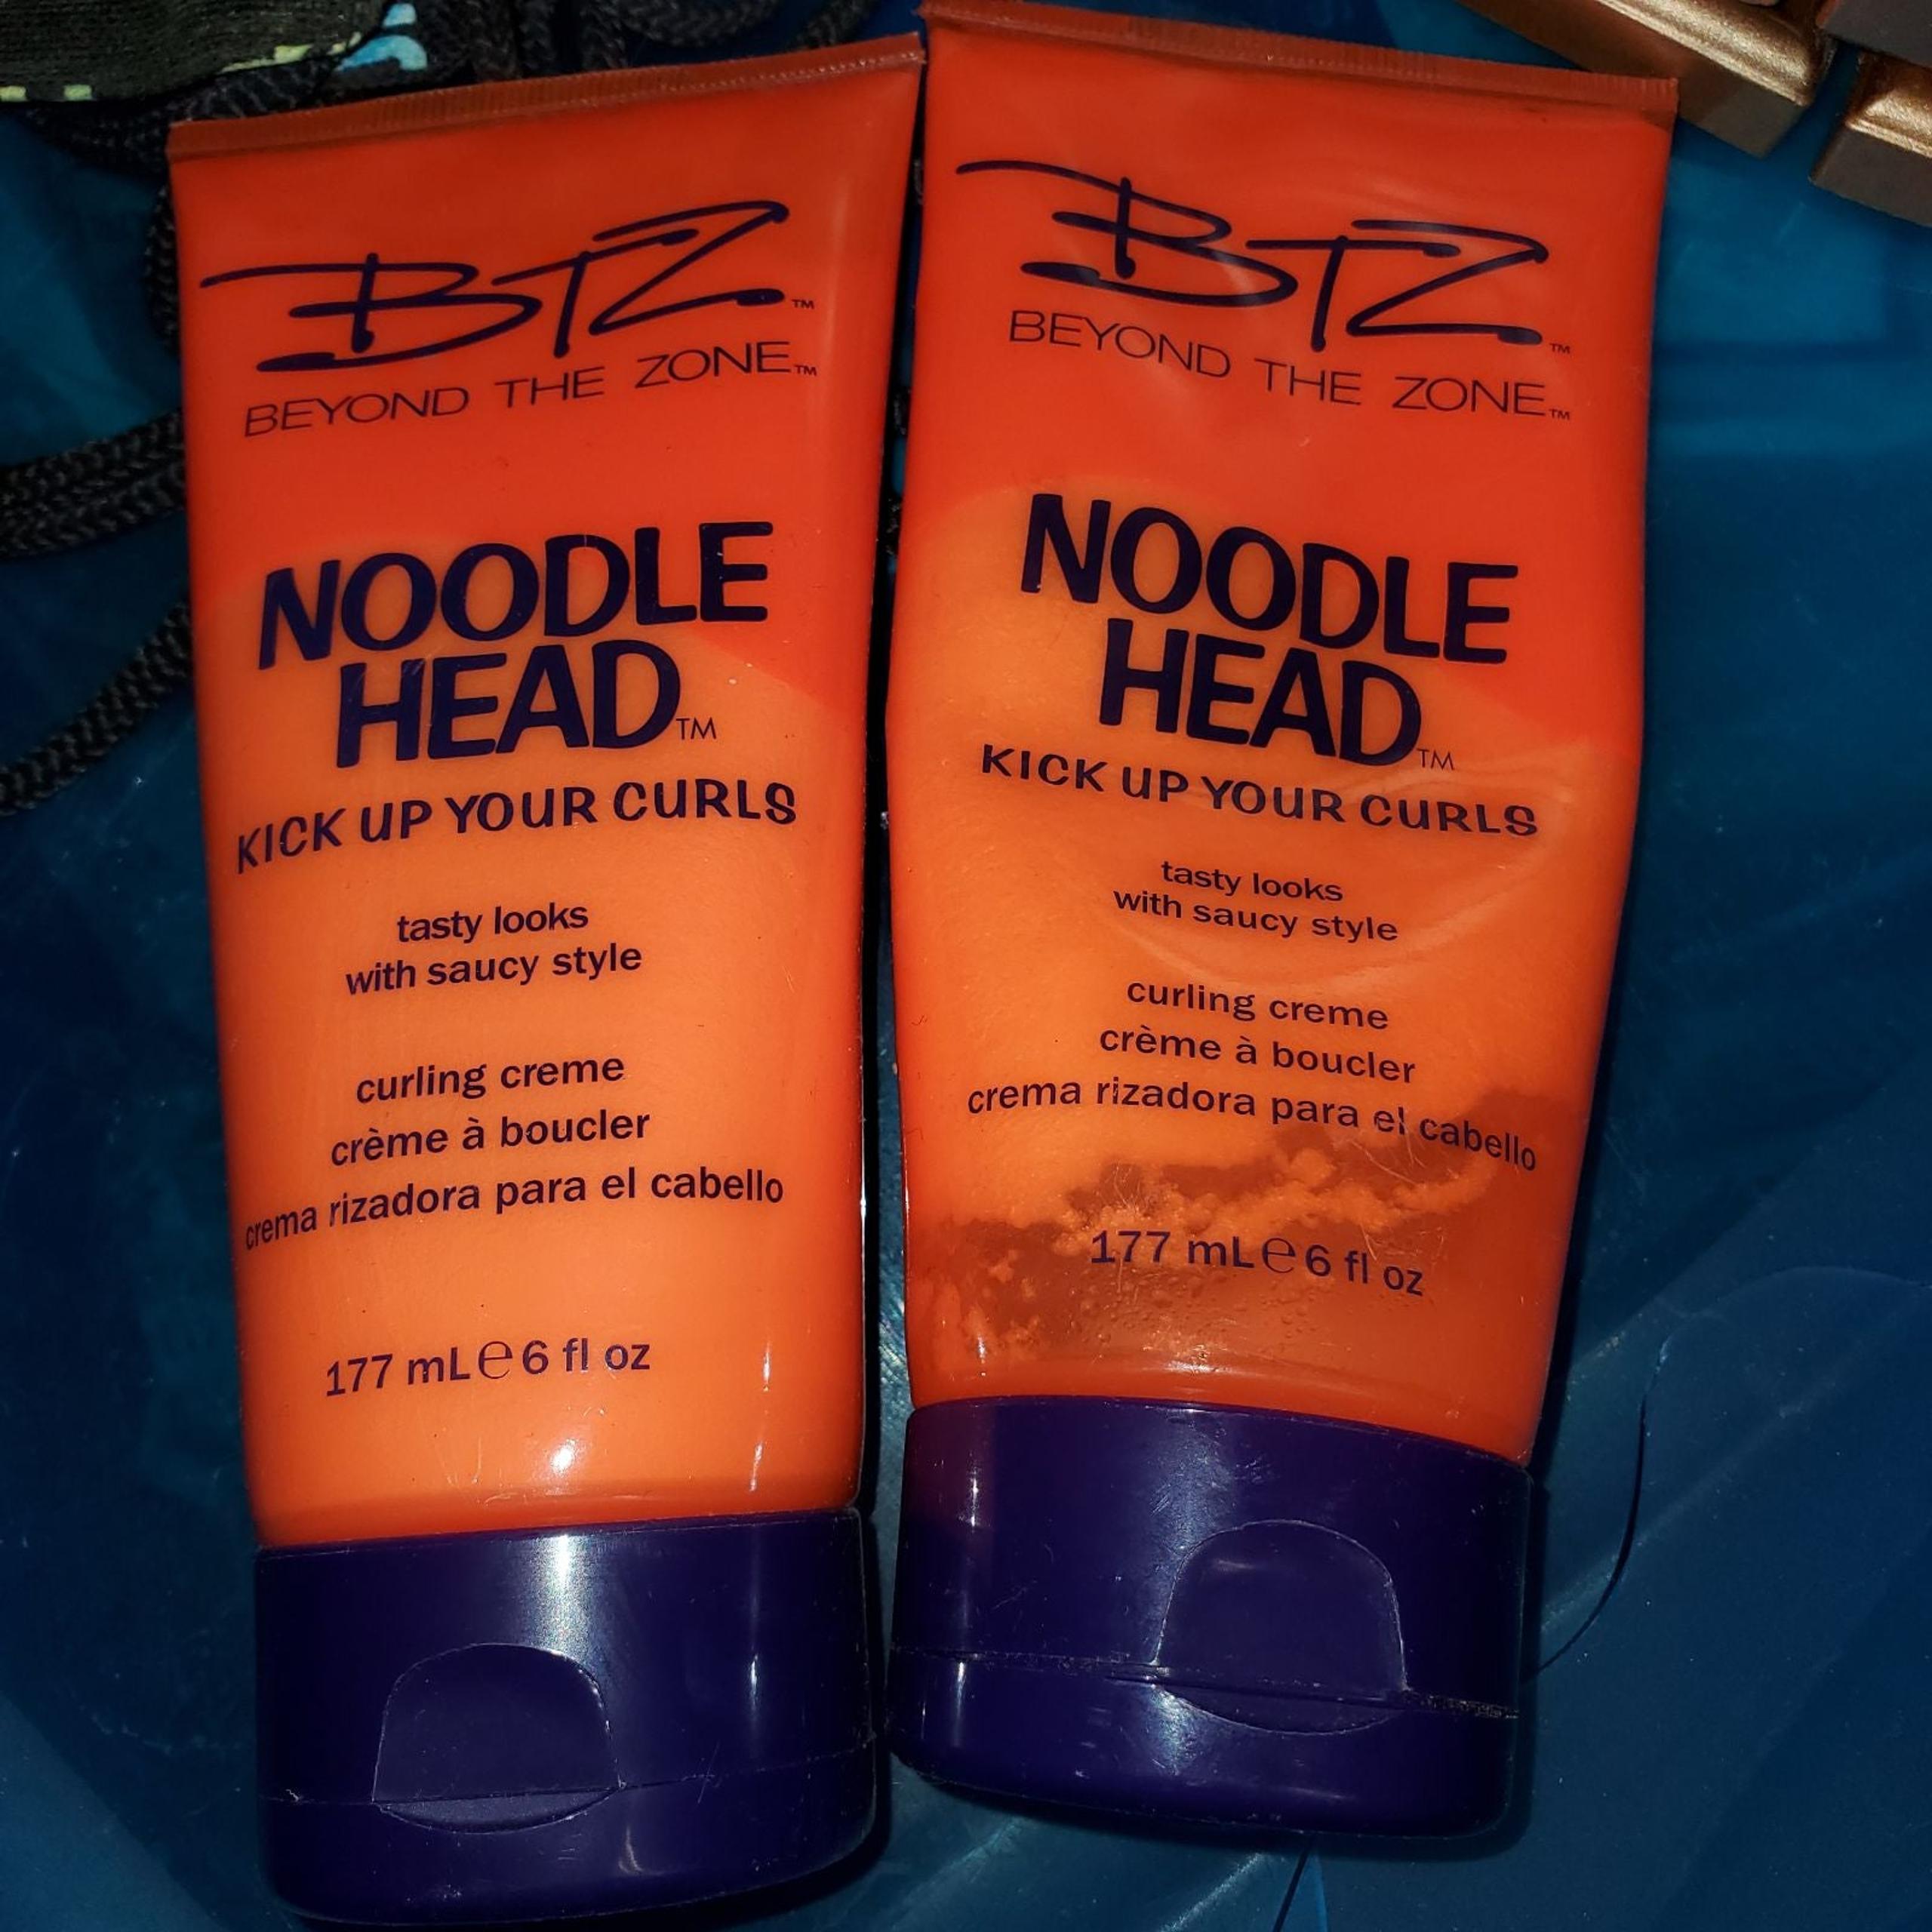 BTZ™
BEYOND THE ZONE™
NOODLE
HEAD™
KICK UP YOUR CURLS
tasty looks
with saucy style
curling creme
crème à boucler
crema rizadora para el cabello
177 mL℮6 fl oz
BTZ™
BEYOND THE ZONE™
NOODLE
HEAD™
KICK UP YOUR CURLS
tasty looks
with saucy style
curling creme
crème à boucler
crema rizadora para el cabello
177 mL℮6 fl oz